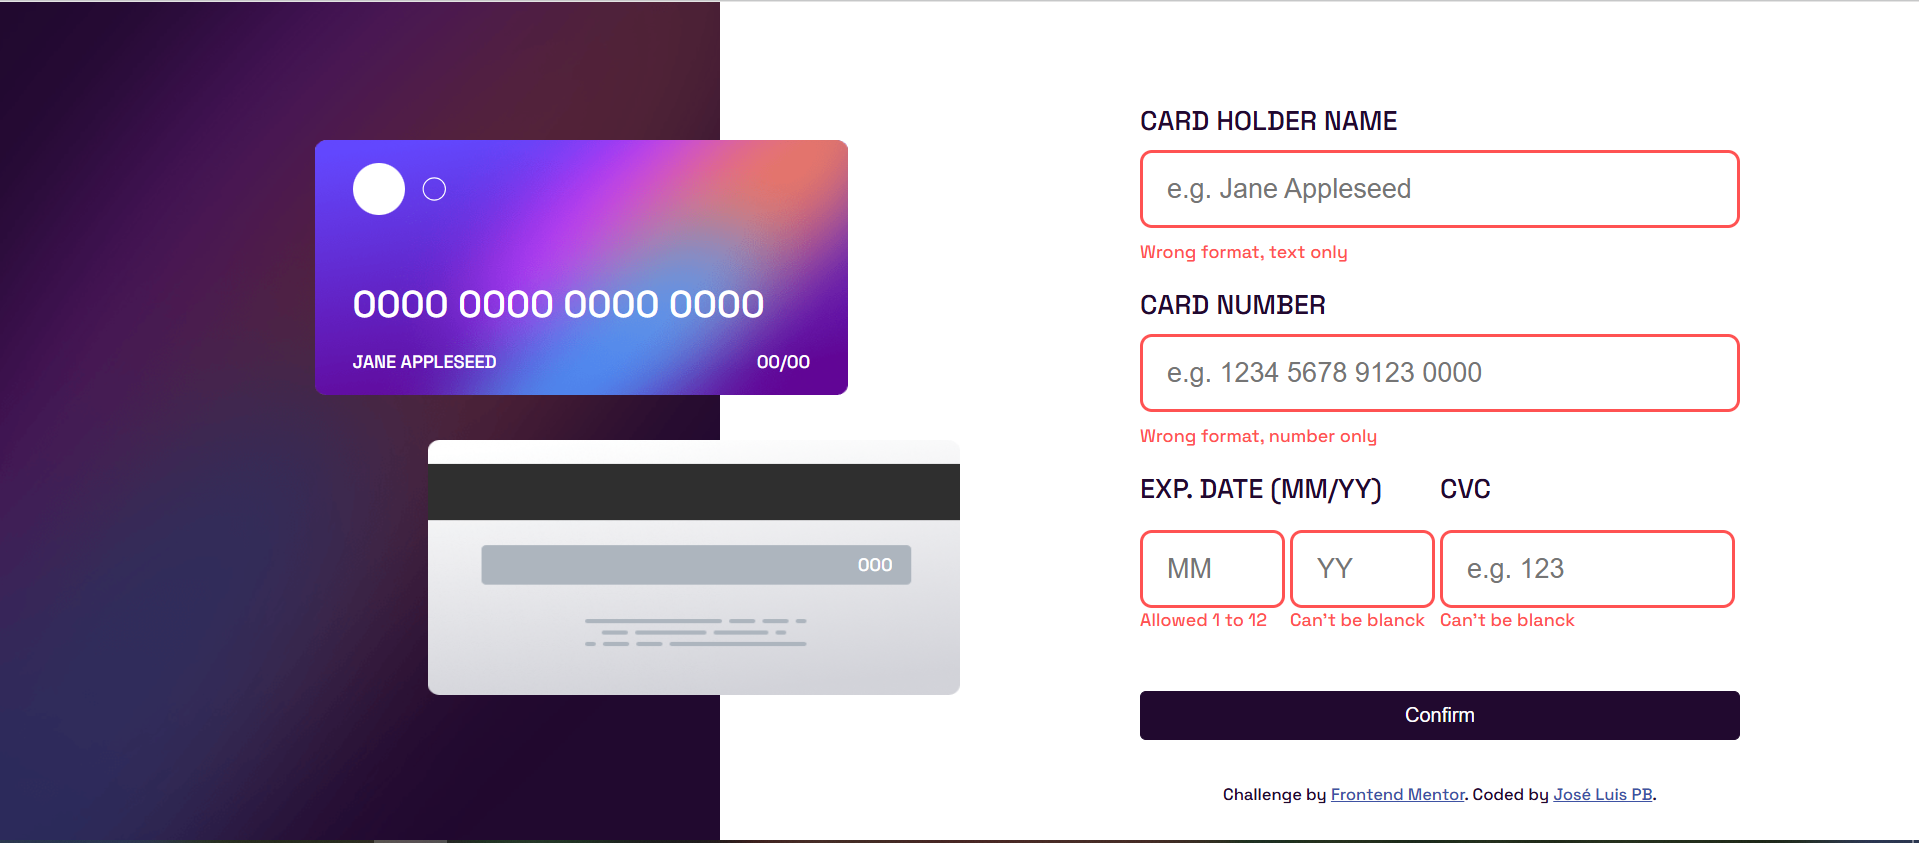 0000 0000 0000 0000
JANE APPLESEED 00/00
000
CARD HOLDER NAME
e.g. Jane Appleseed
Wrong format, text only
CARD NUMBER
e.g. 1234 5678 9123 0000
Wrong format, number only
EXP. DATE (MM/YY) CVC
MM YY e.g. 123
Allowed 1 to 12 Can't be blanck Can't be blanck
Confirm
Challenge by Frontend Mentor. Coded by José Luis PB.